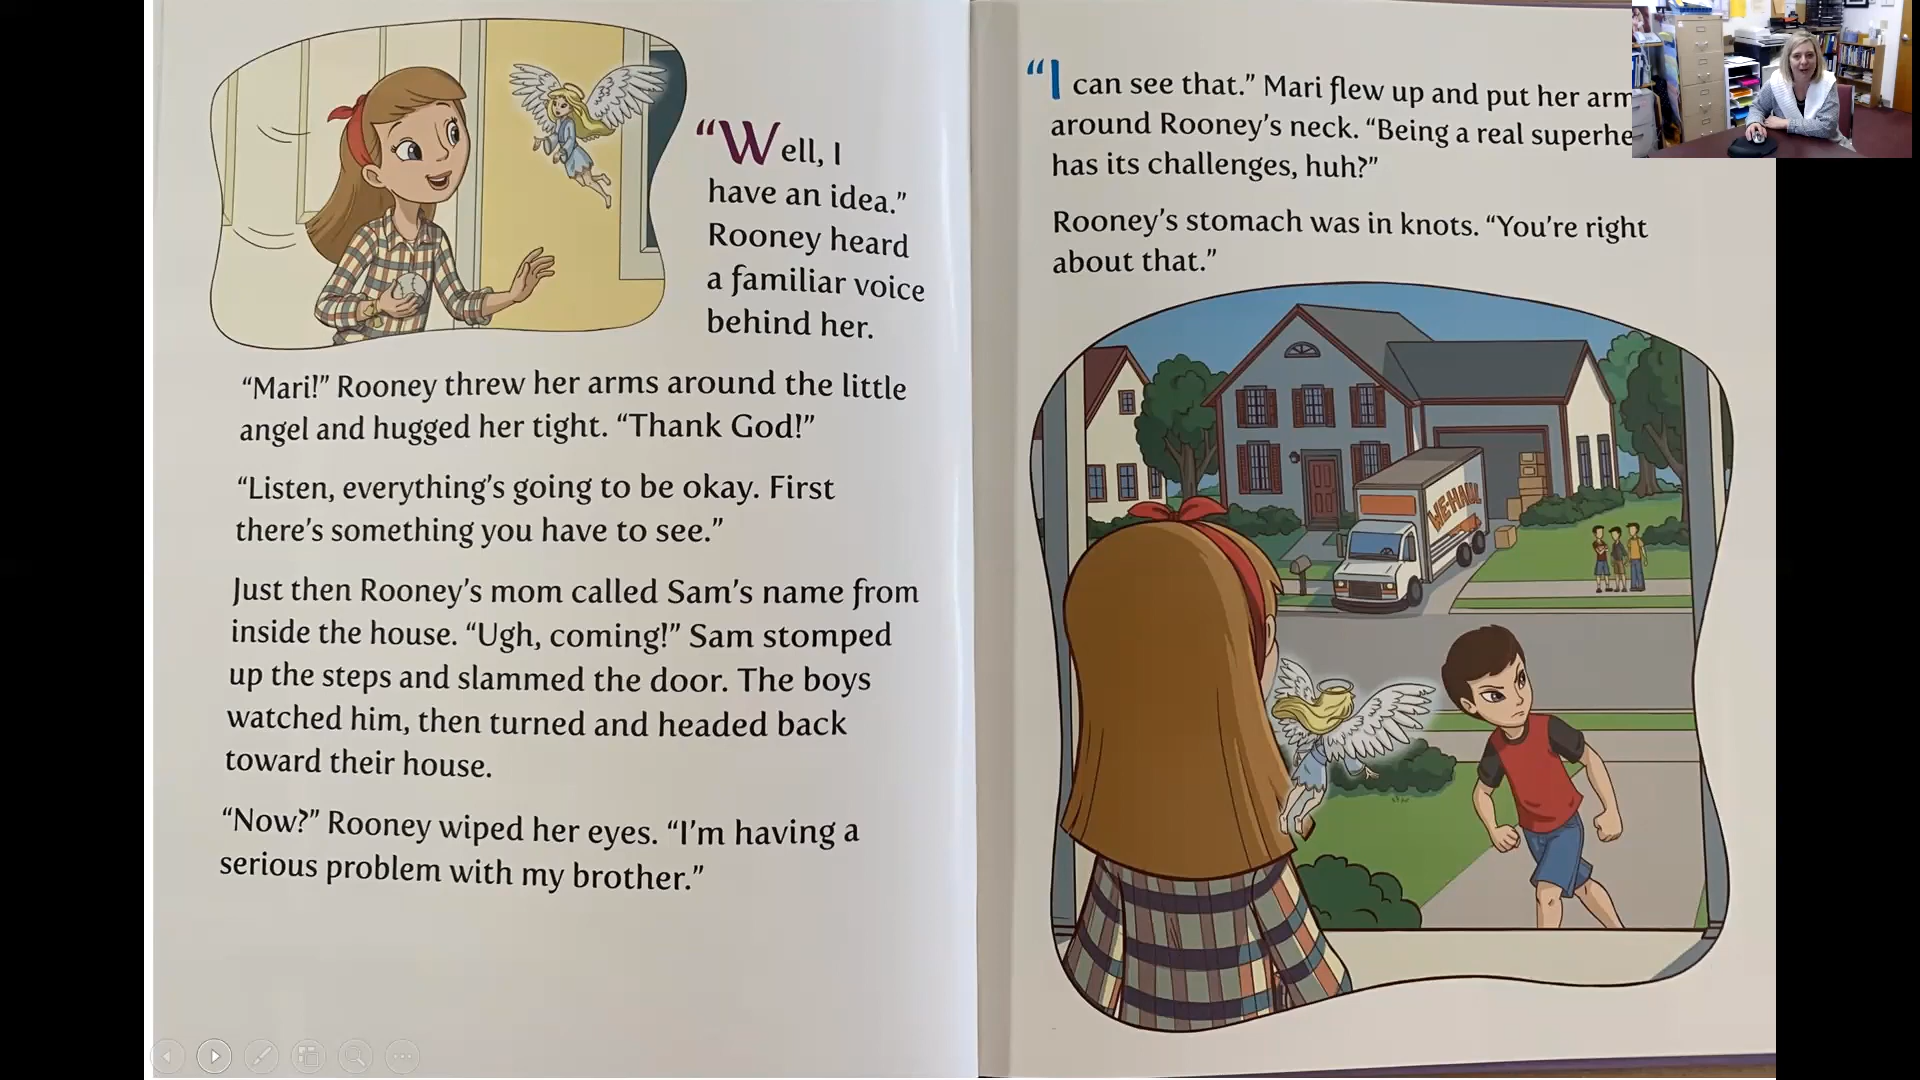 “Well, I
have an idea.”
Rooney heard
a familiar voice
behind her.
“Mari!” Rooney threw her arms around the little
angel and hugged her tight. “Thank God!”
“Listen, everything’s going to be okay. First
there’s something you have to see.”
Just then Rooney’s mom called Sam’s name from
inside the house. “Ugh, coming!” Sam stomped
up the steps and slammed the door. The boys
watched him, then turned and headed back
toward their house.
“Now?” Rooney wiped her eyes. “I’m having a
serious problem with my brother.”
“I can see that.” Mari flew up and put her arm
around Rooney’s neck. “Being a real superhe
has its challenges, huh?”
Rooney’s stomach was in knots. “You’re right
about that.”
WE-HAUL